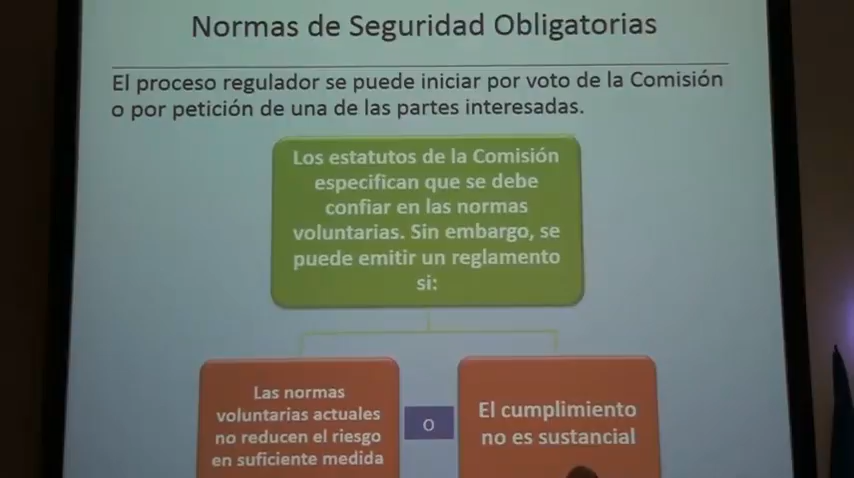 Normas de Seguridad Obligatorias
El proceso regulador se puede iniciar por voto de la Comisión
o por petición de una de las partes interesadas.
Los estatutos de la Comisión
especifican que se debe
confiar en las normas
voluntarias. Sin embargo, se
puede emitir un reglamento
si:
Las normas
voluntarias actuales
no reducen el riesgo
en suficiente medida
O
El cumplimiento
no es sustancial